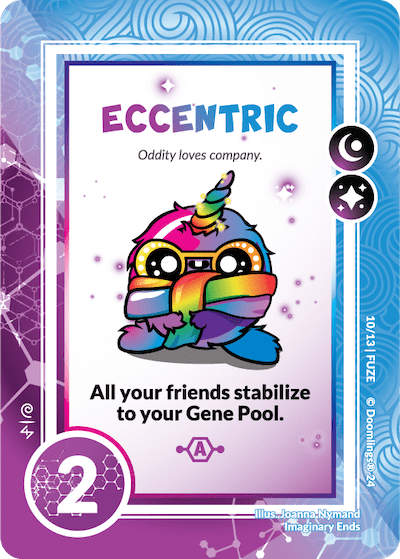 ECCENTRIC
Oddity loves company.
All your friends stabilize
to your Gene Pool.
A
2
10/13 | FUZE © Doomlings® 24
Illus. Joanna Nymand
Imaginary Ends